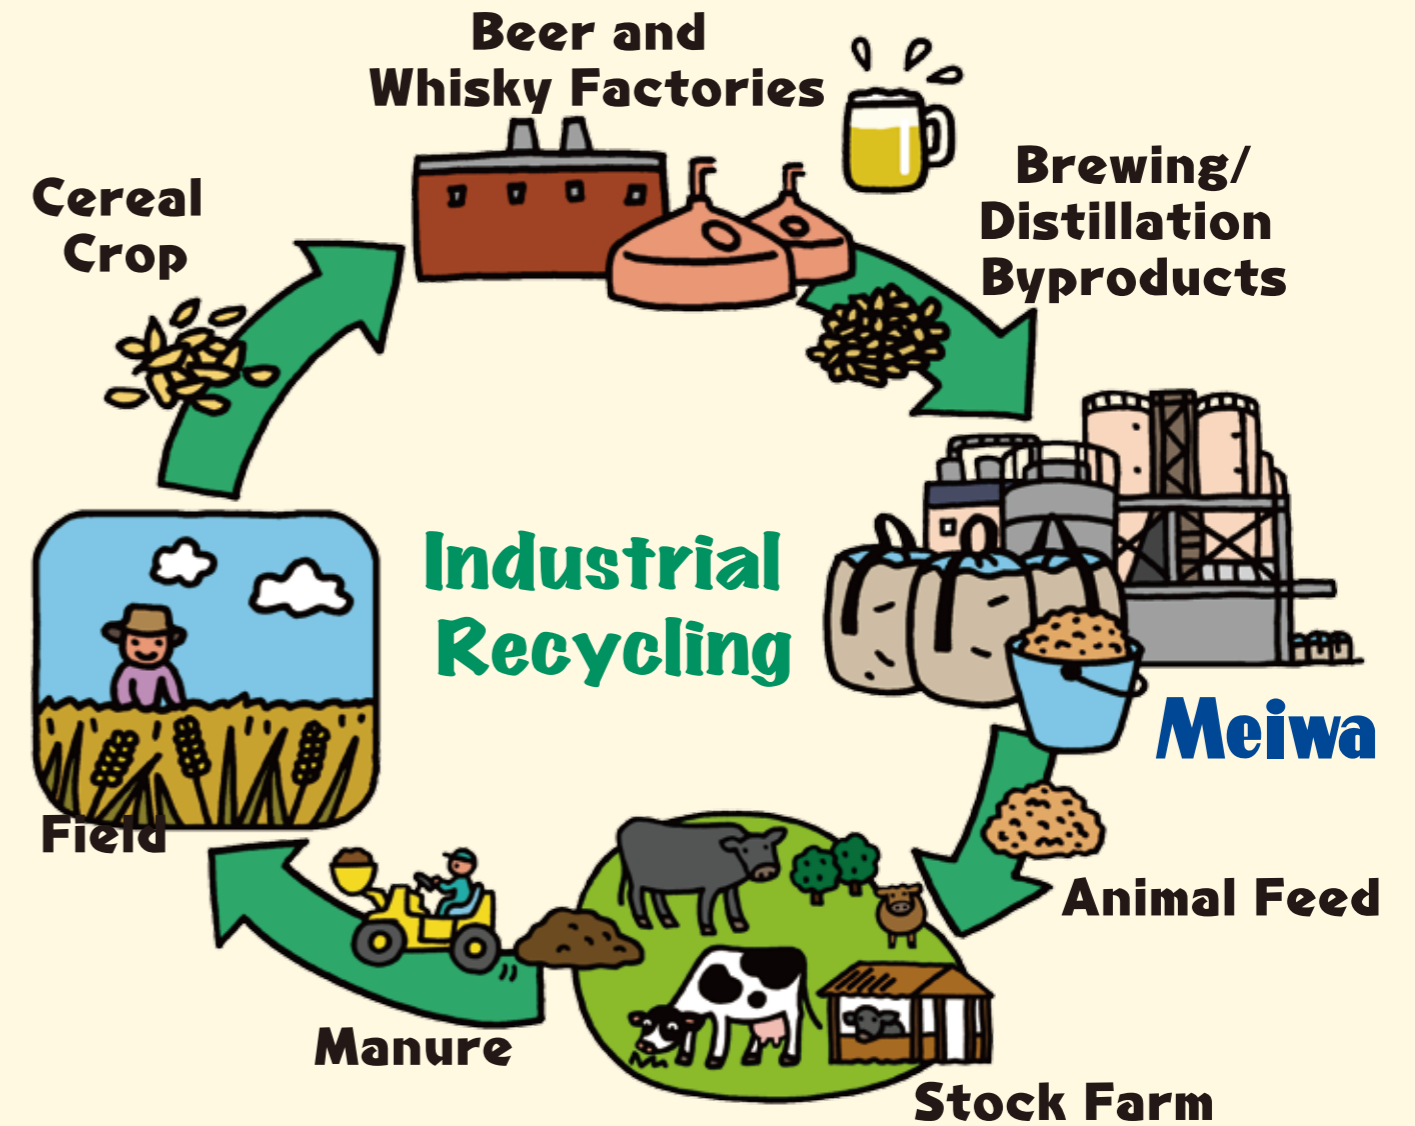 Beer and
Whisky Factories
Brewing/
Distillation
Byproducts
Cereal
Crop
Industrial
Recycling
Meiwa
Field
Animal Feed
Manure
Stock Farm